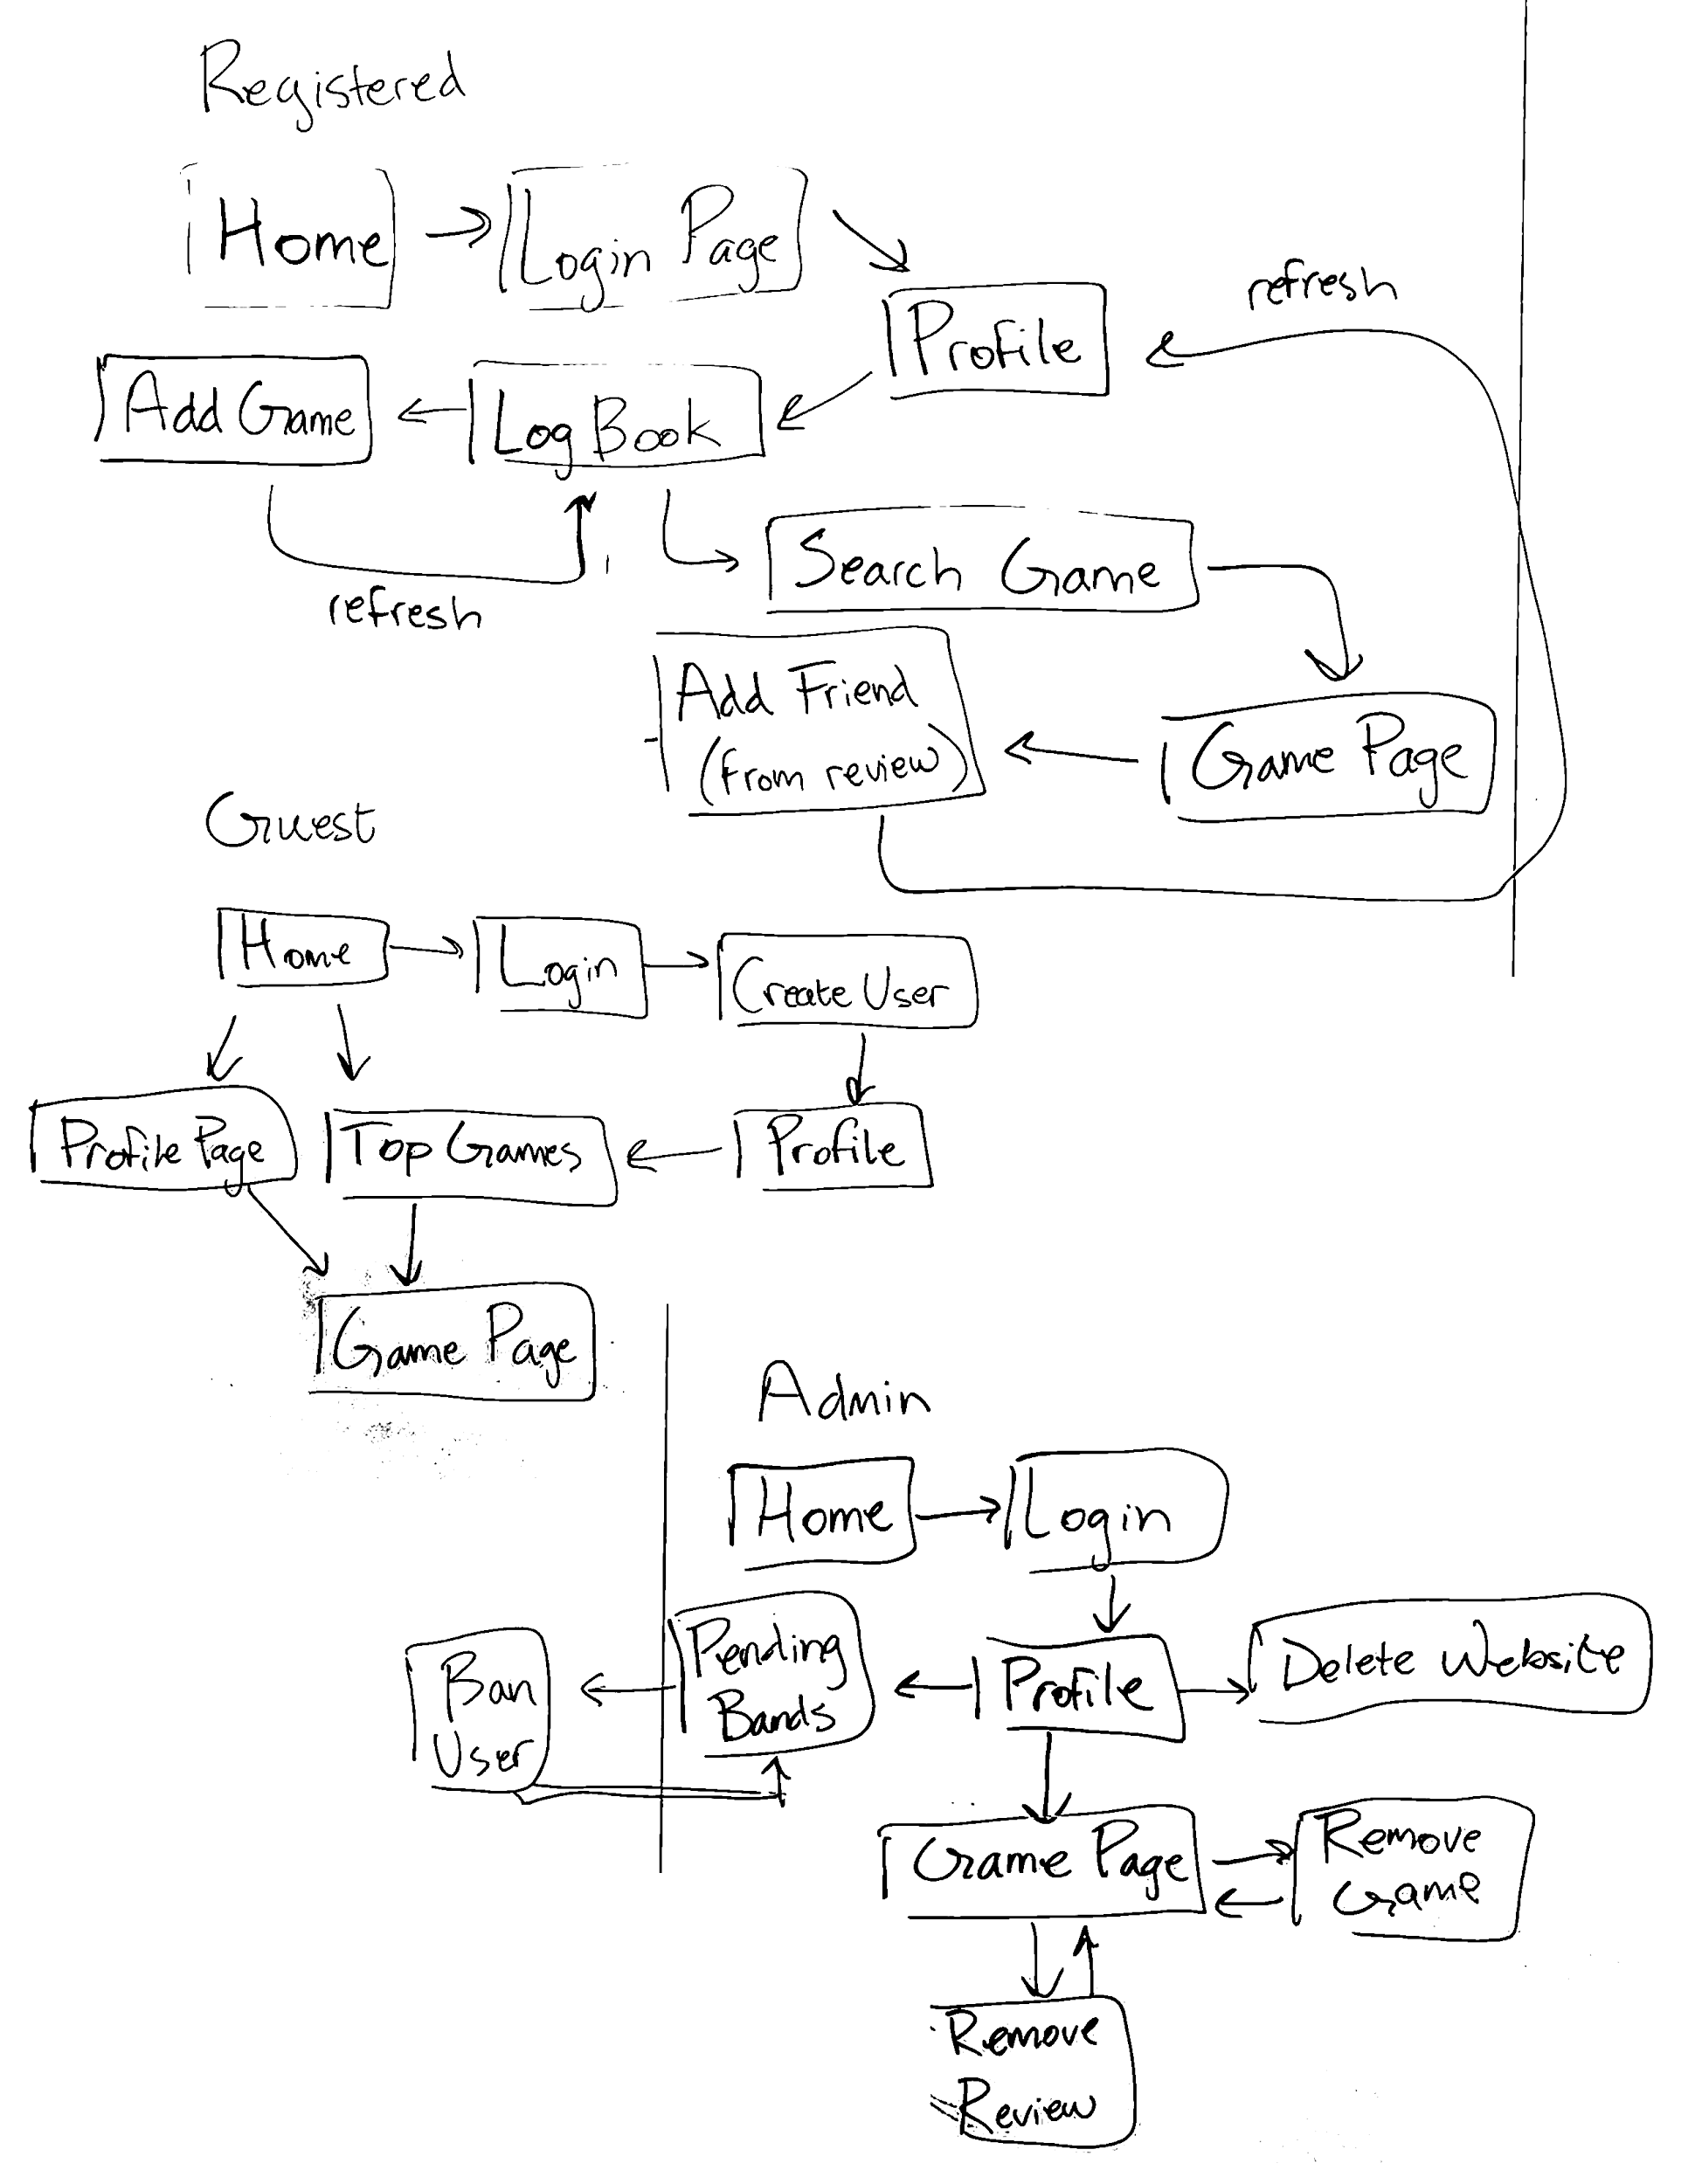 Registered
Home
Login Page
Profile
refresh
Add Game
Log Book
refresh
Search Game
Add Friend
(from review)
Game Page
Guest
Home
Login
Create User
Profile Page
Top Games
Profile
Game Page
Admin
Home
Login
Ban
User
Pending
Bands
Profile
Delete Website
Game Page
Remove
Game
Remove
Review